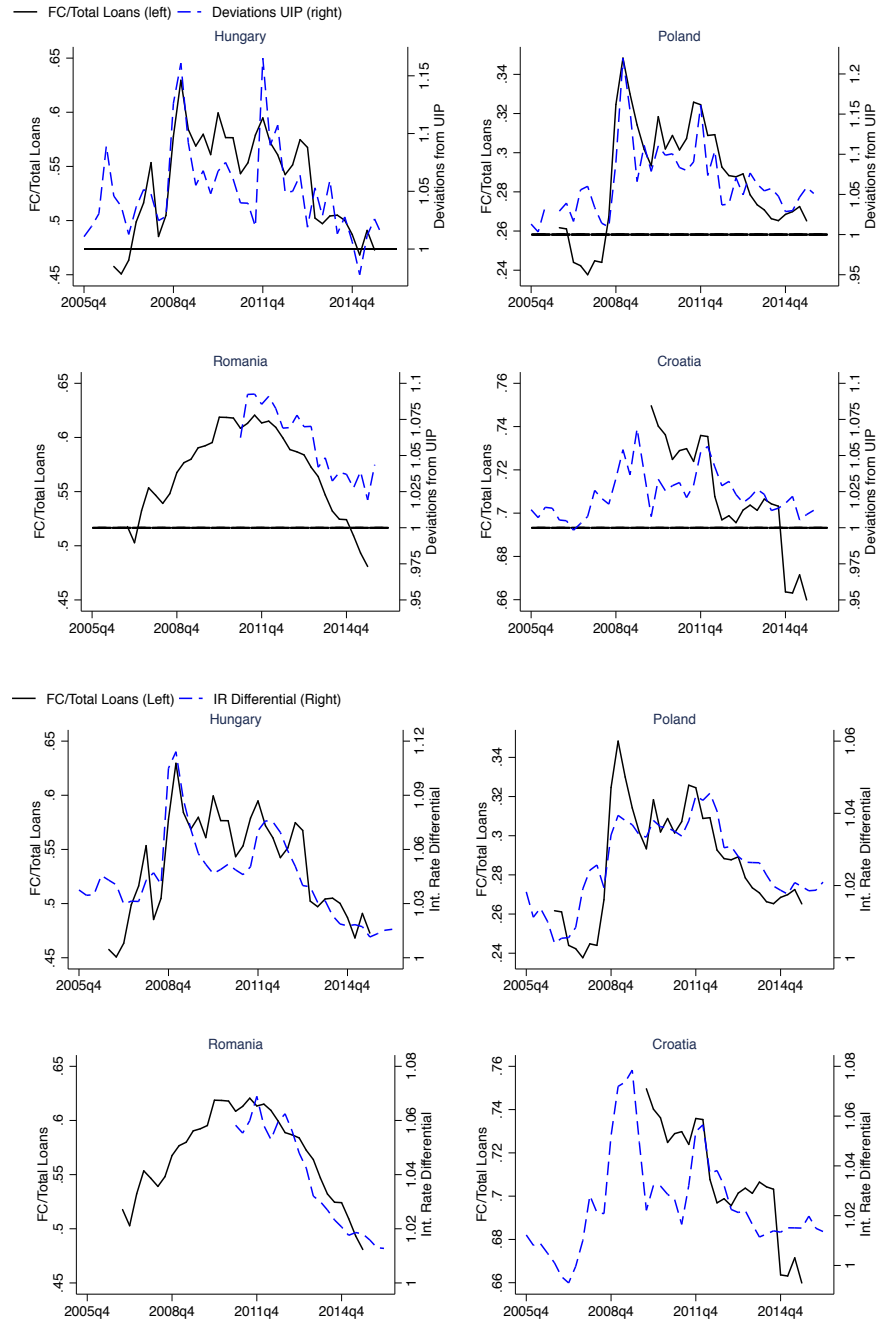 FC/Total Loans (left) Deviations UIP (right)
Hungary
FC/Total Loans
.45 .5 .55 .6 .65
1 1.05 1.1 1.15
Deviations from UIP
2005q4 2008q4 2011q4 2014q4
Poland
FC/Total Loans
.24 .26 .28 .3 .32 .34
.95 1 1.05 1.1 1.15 1.2
Deviations from UIP
2005q4 2008q4 2011q4 2014q4
Romania
FC/Total Loans
.45 .5 .55 .6 .65
.95 .975 1 1.025 1.05 1.075 1.1
Deviations from UIP
2005q4 2008q4 2011q4 2014q4
Croatia
FC/Total Loans
.66 .68 .7 .72 .74 .76
.95 .975 1 1.025 1.05 1.075 1.1
Deviations from UIP
2005q4 2008q4 2011q4 2014q4
FC/Total Loans (Left) IR Differential (Right)
Hungary
FC/Total Loans
.45 .5 .55 .6 .65
1 1.03 1.06 1.09 1.12
Int. Rate Differential
2005q4 2008q4 2011q4 2014q4
Poland
FC/Total Loans
.24 .26 .28 .3 .32 .34
1 1.02 1.04 1.06
Int. Rate Differential
2005q4 2008q4 2011q4 2014q4
Romania
FC/Total Loans
.45 .5 .55 .6 .65
1 1.02 1.04 1.06 1.08
Int. Rate Differential
2005q4 2008q4 2011q4 2014q4
Croatia
FC/Total Loans
.66 .68 .7 .72 .74 .76
1 1.02 1.04 1.06 1.08
Int. Rate Differential
2005q4 2008q4 2011q4 2014q4